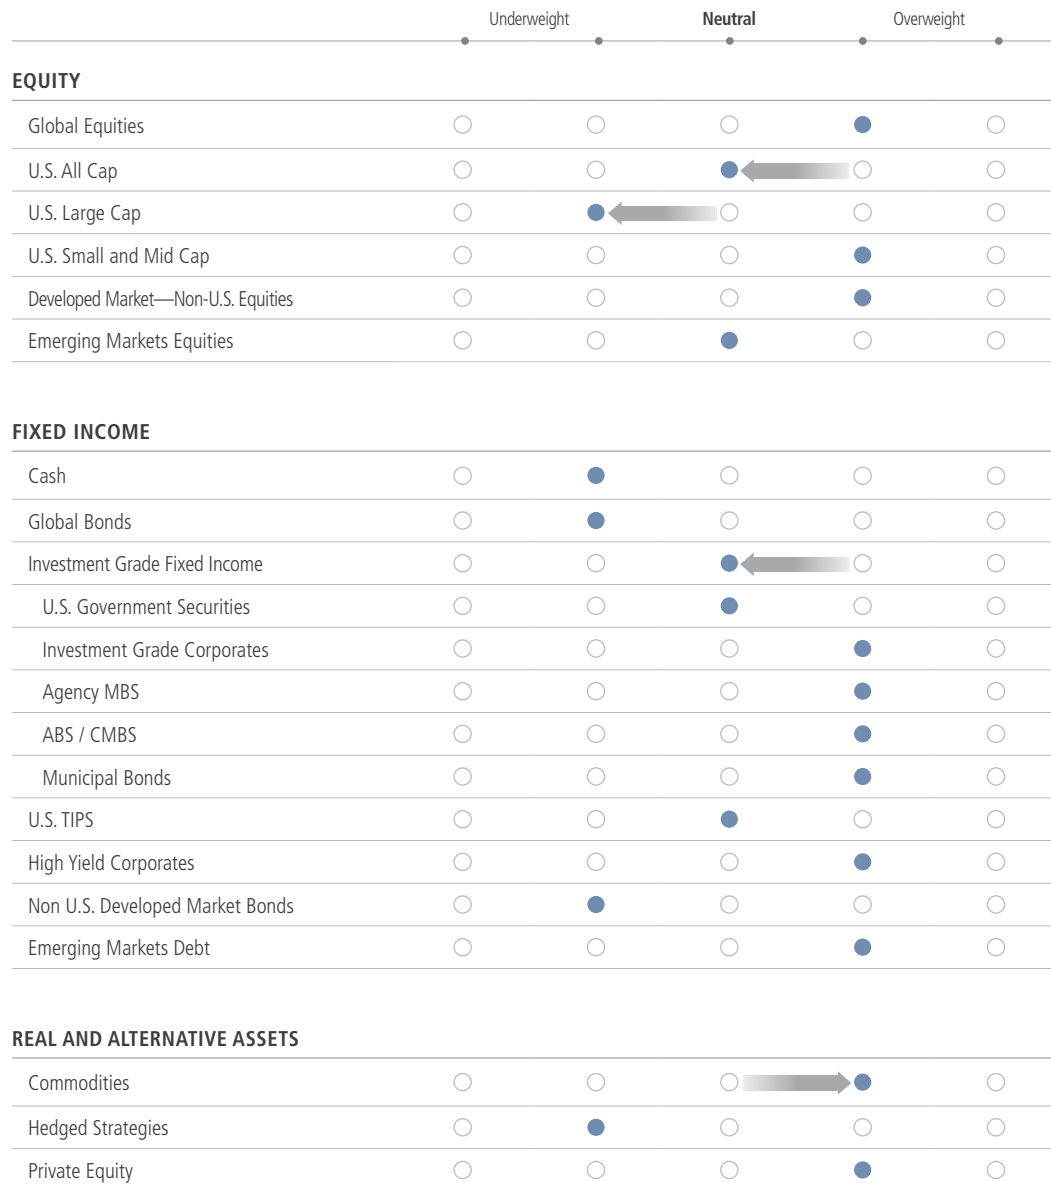 Underweight Neutral Overweight
EQUITY
Global Equities
U.S. All Cap
U.S. Large Cap
U.S. Small and Mid Cap
Developed Market—Non-U.S. Equities
Emerging Markets Equities
FIXED INCOME
Cash
Global Bonds
Investment Grade Fixed Income
U.S. Government Securities
Investment Grade Corporates
Agency MBS
ABS / CMBS
Municipal Bonds
U.S. TIPS
High Yield Corporates
Non U.S. Developed Market Bonds
Emerging Markets Debt
REAL AND ALTERNATIVE ASSETS
Commodities
Hedged Strategies
Private Equity